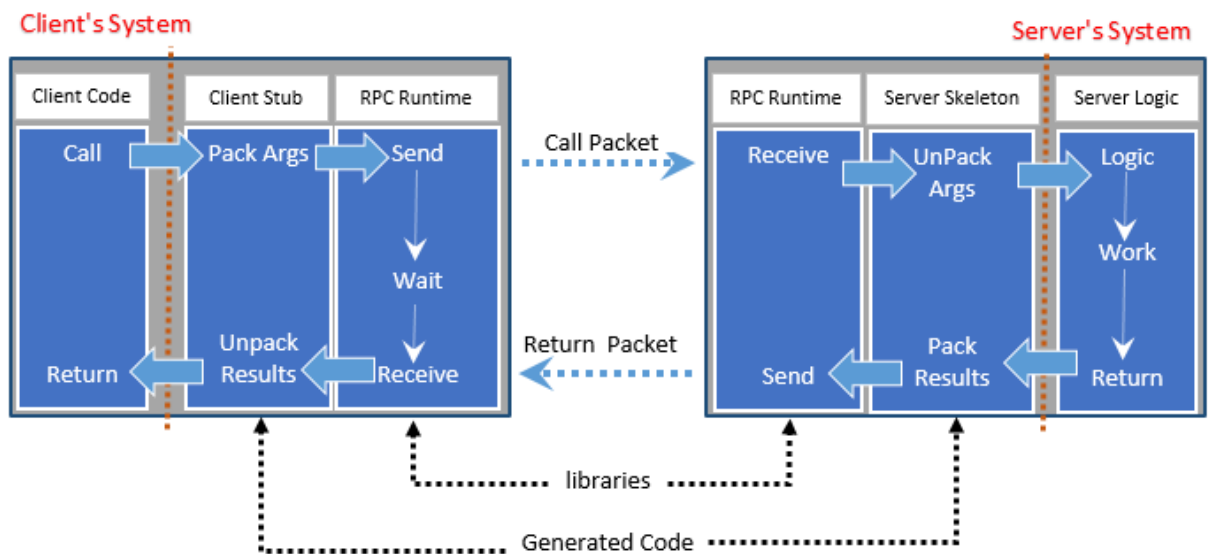 Client's System
Server's System
Client Code
Client Stub
RPC Runtime
RPC Runtime
Server Skeleton
Server Logic
Call
Pack Args
Send
Call Packet
Receive
UnPack
Args
Logic
Wait
Work
Return
Unpack
Results
Receive
Return Packet
Send
Pack
Results
Return
libraries
Generated Code